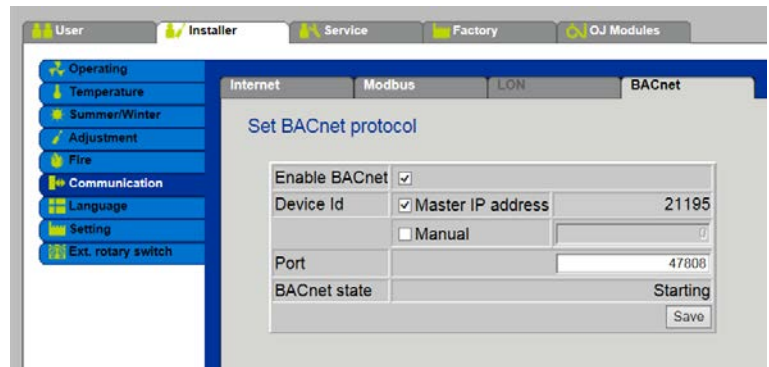 User Installer Service Factory OJ Modules
Operating
Temperature
Summer/Winter
Adjustment
Fire
Communication
Language
Setting
Ext. rotary switch
Internet Modbus LON BACnet
Set BACnet protocol
Enable BACnet
Device Id Master IP address 21195
Manual 0
Port 47808
BACnet state Starting
Save